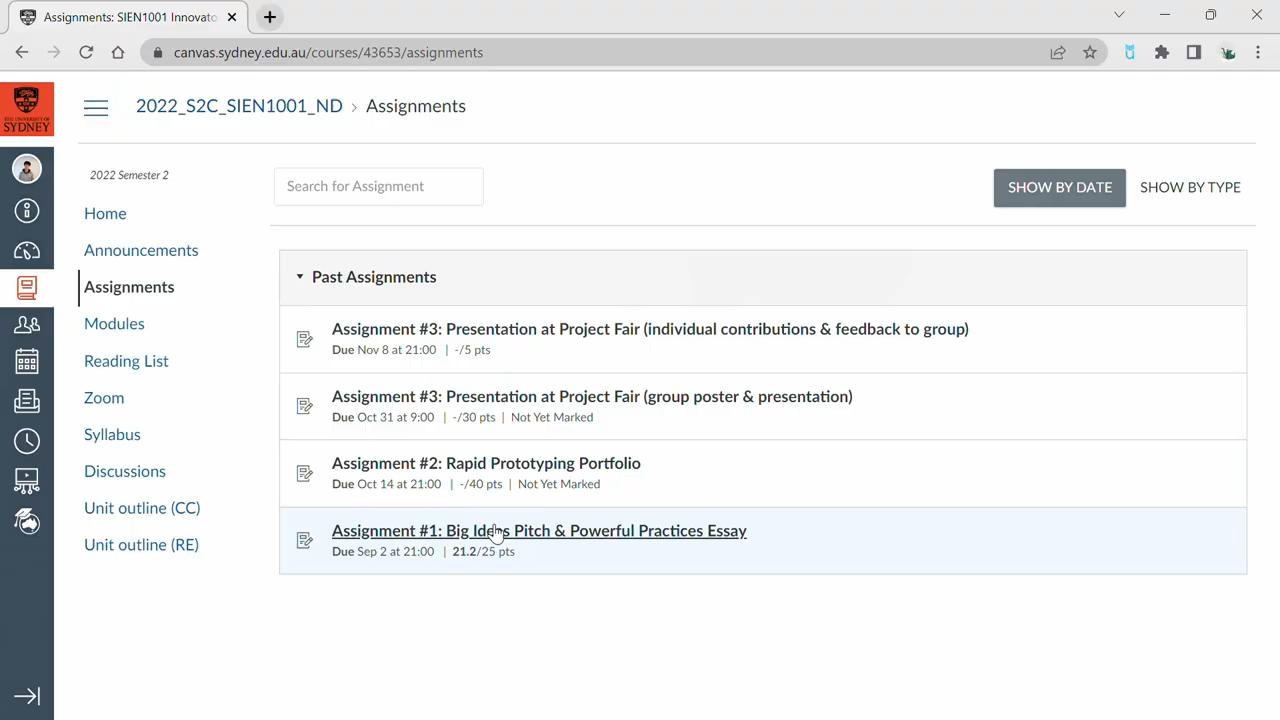 Assignments: SIEN1001 Innovato
canvas.sydney.edu.au/courses/43653/assignments
THE UNIVERSITY OF
SYDNEY
2022_S2C_SIEN1001_ND › Assignments
2022 Semester 2
Home
Announcements
Assignments
Modules
Reading List
Zoom
Syllabus
Discussions
Unit outline (CC)
Unit outline (RE)
Search for Assignment
SHOW BY DATE
SHOW BY TYPE
Past Assignments
Assignment #3: Presentation at Project Fair (individual contributions & feedback to group)
Due Nov 8 at 21:00 | -/5 pts
Assignment #3: Presentation at Project Fair (group poster & presentation)
Due Oct 31 at 9:00 | -/30 pts | Not Yet Marked
Assignment #2: Rapid Prototyping Portfolio
Due Oct 14 at 21:00 | -/40 pts | Not Yet Marked
Assignment #1: Big Ideas Pitch & Powerful Practices Essay
Due Sep 2 at 21:00 | 21.2/25 pts